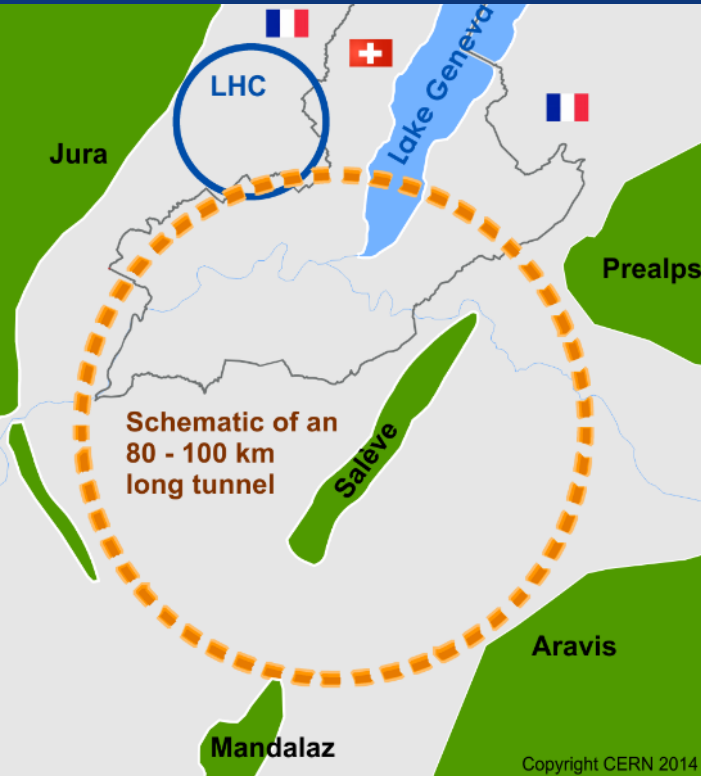 LHC
Lake Geneva
Jura
Prealps
Schematic of an
80 - 100 km
long tunnel
Salève
Aravis
Mandalaz
Copyright CERN 2014